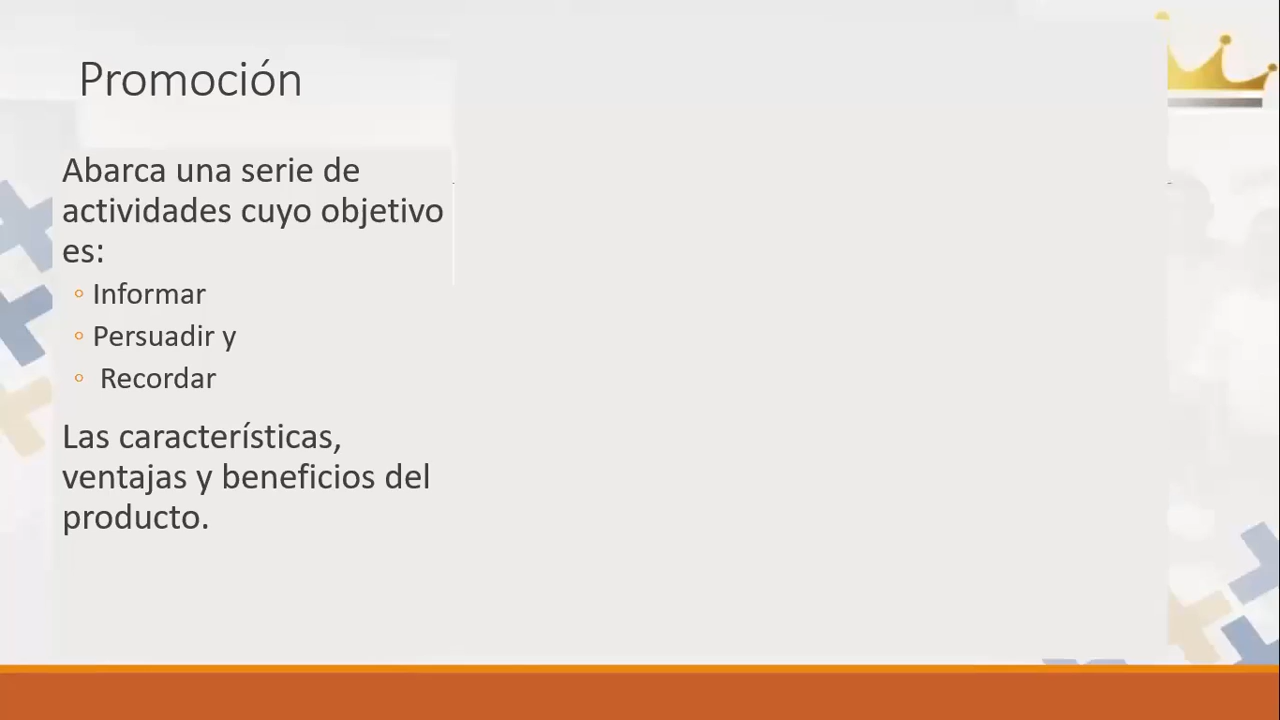 Promoción
Abarca una serie de
actividades cuyo objetivo
es:
◦ Informar
◦ Persuadir y
◦ Recordar
Las características,
ventajas y beneficios del
producto.